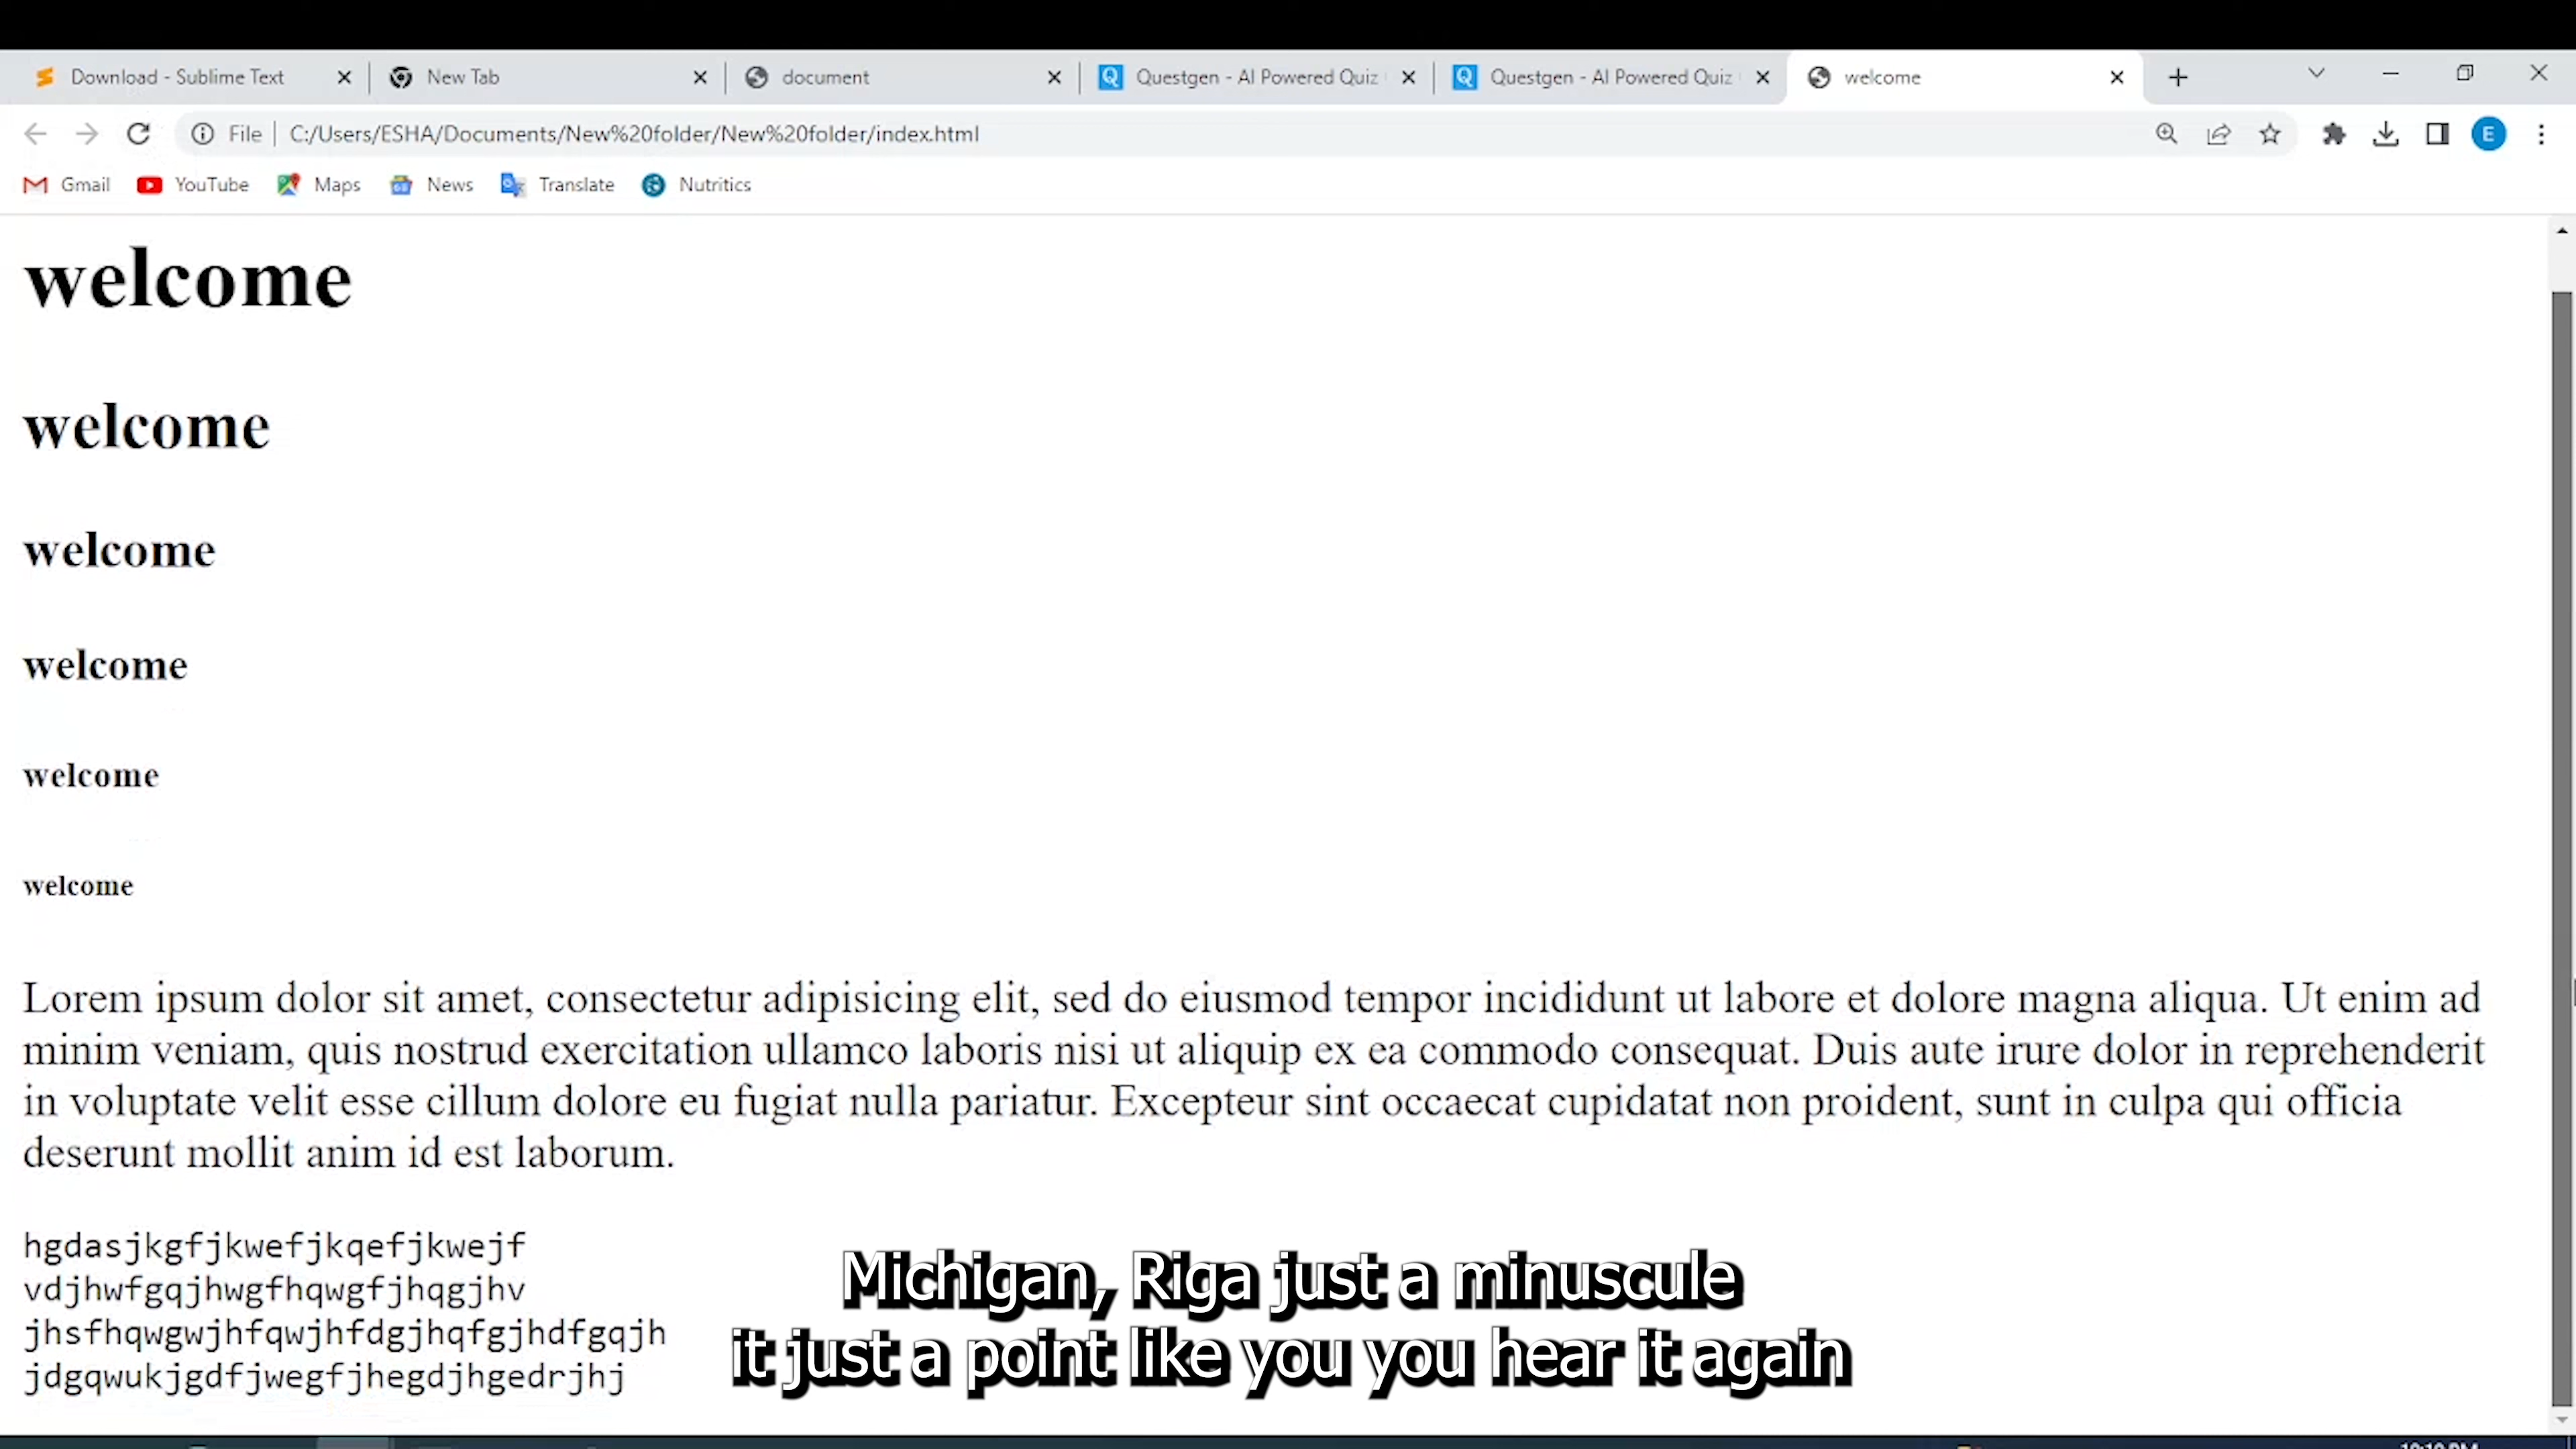 Download - Sublime Text
New Tab
document
Questgen - AI Powered Quiz
Questgen - AI Powered Quiz
welcome
File
C:/Users/ESHA/Documents/New%20folder/New%20folder/index.html
E
Gmail
YouTube
Maps
News
Translate
Nutritics
welcome
welcome
welcome
welcome
welcome
welcome
Lorem ipsum dolor sit amet, consectetur adipisicing elit, sed do eiusmod tempor incididunt ut labore et dolore magna aliqua. Ut enim ad
minim veniam, quis nostrud exercitation ullamco laboris nisi ut aliquip ex ea commodo consequat. Duis aute irure dolor in reprehenderit
in voluptate velit esse cillum dolore eu fugiat nulla pariatur. Excepteur sint occaecat cupidatat non proident, sunt in culpa qui officia
deserunt mollit anim id est laborum.
hgdasjkgfjkwefjkqefjkwejf
vdjhwfgqjhwgfhqwgfjhqgjhv
jhsfhqwgwjhfqwjhfdgjhqfgjhdfgqjh
jdgqwukjgdfjwegfjhegdjhgedrjhj
Michigan, Riga just a minuscule
it just a point like you you hear it again